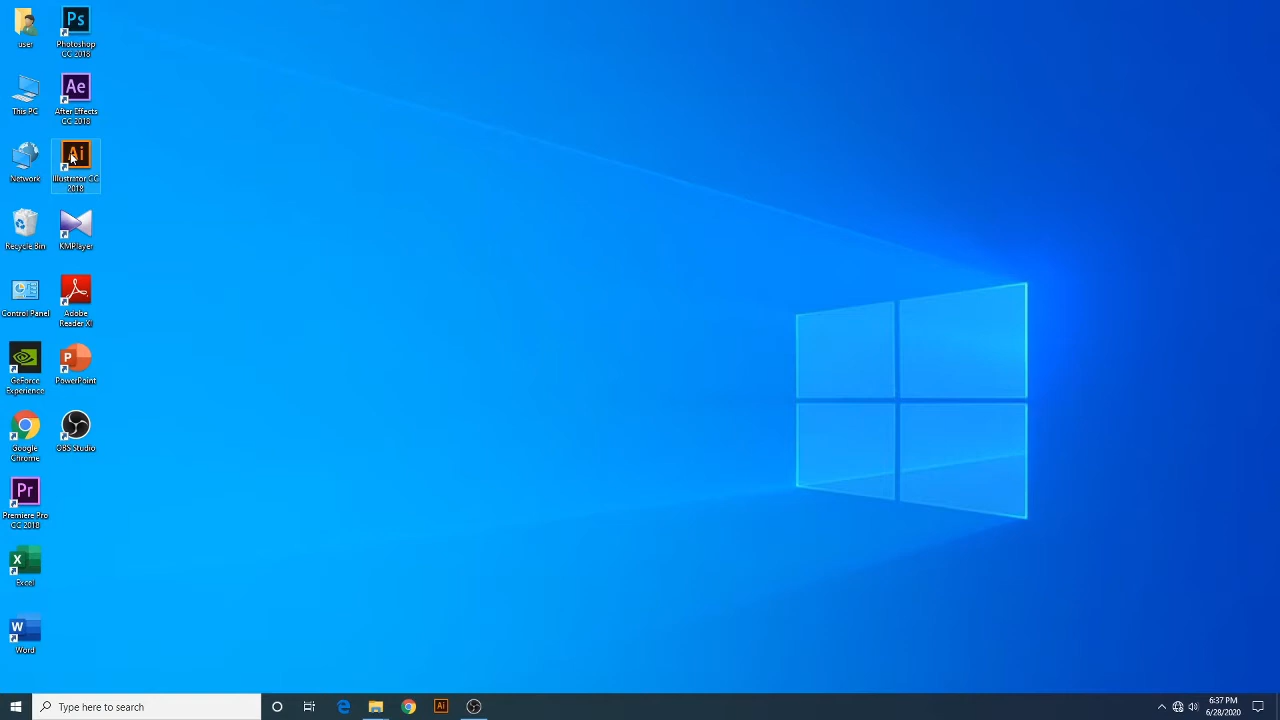 user
Ps
Photoshop
CC 2018
This PC
Ae
After Effects
CC 2018
Network
Ai
Illustrator CC
2018
Recycle Bin
KMPlayer
Control Panel
Adobe
Reader XI
GeForce
Experience
P
PowerPoint
Google
Chrome
OBS Studio
Pr
Premiere Pro
CC 2018
X
Excel
W
Word
Type here to search
Ai
6:37 PM
6/28/2020